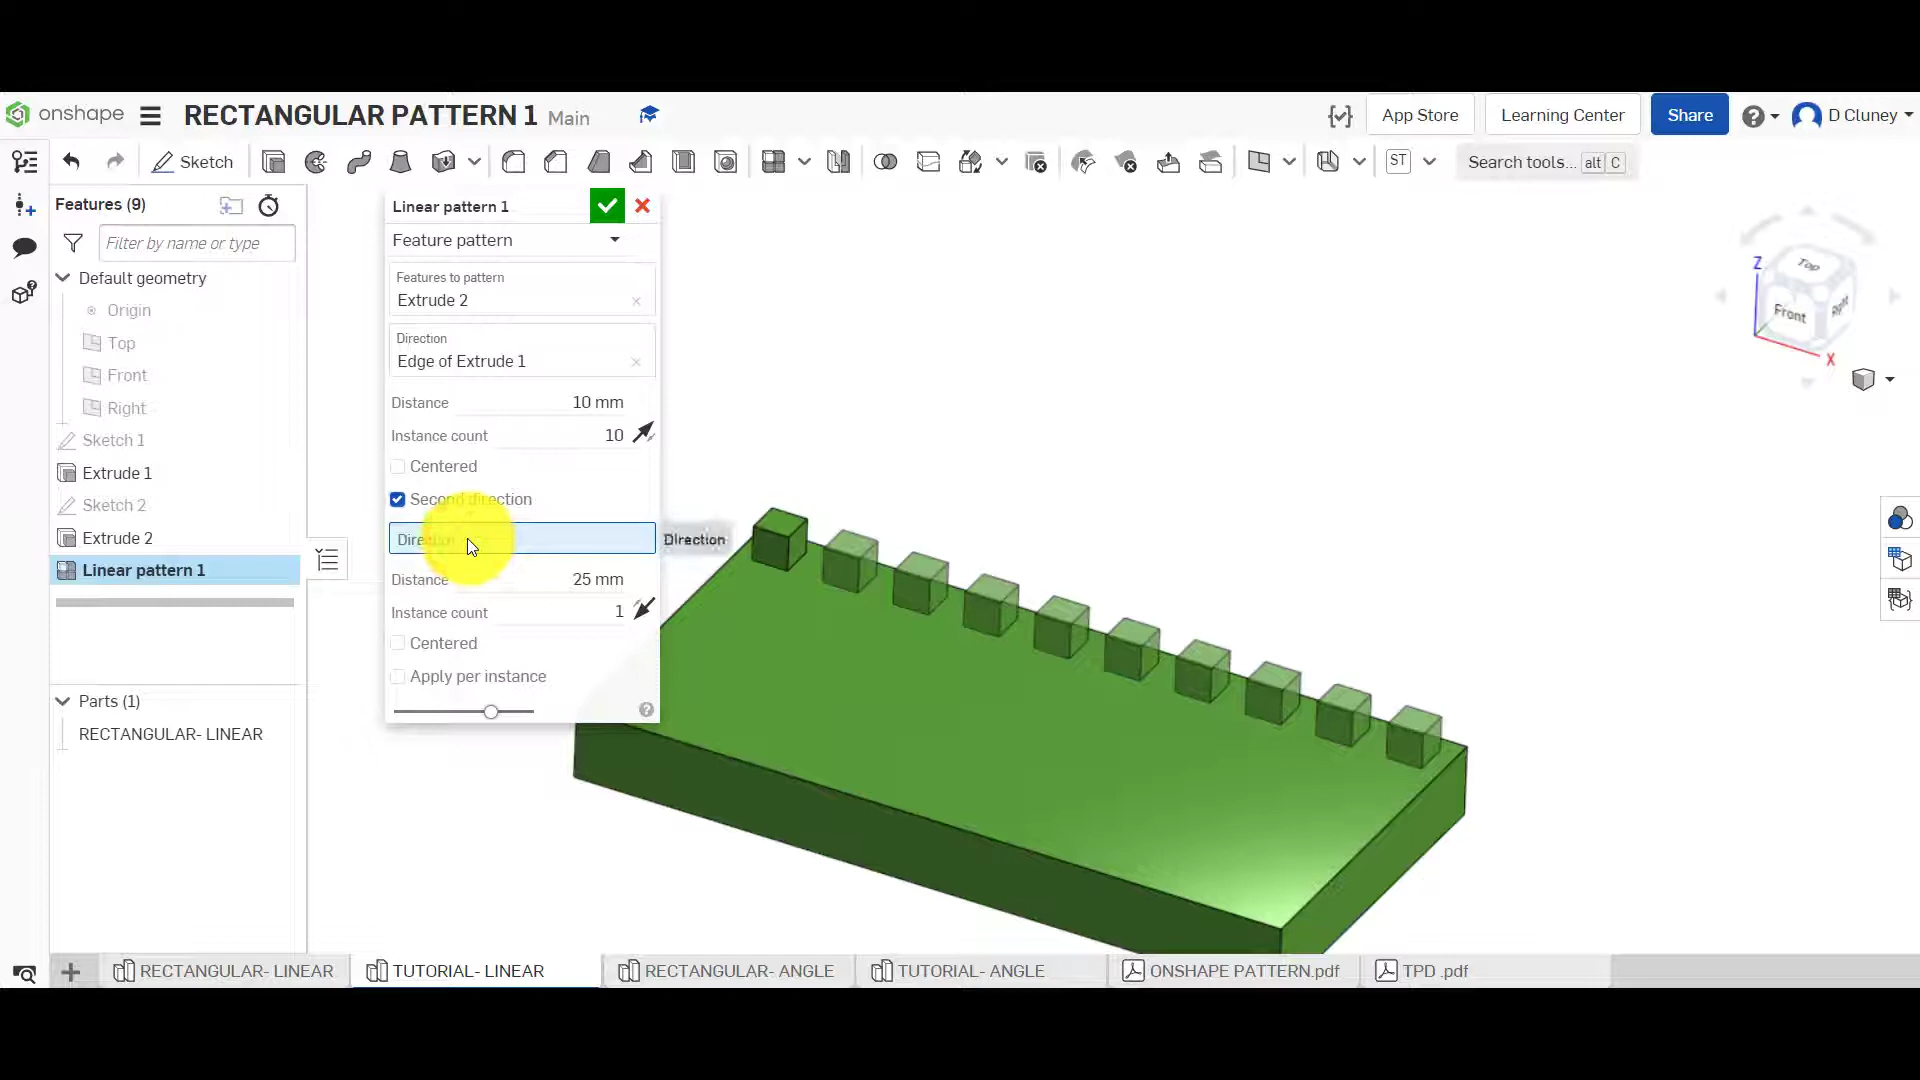 onshape RECTANGULAR PATTERN 1 Main App Store Learning Center Share D Cluney
Sketch ST Search tools... alt C
Features (9)
Filter by name or type
Default geometry
Origin
Top
Front
Right
Sketch 1
Extrude 1
Sketch 2
Extrude 2
Linear pattern 1
Parts (1)
RECTANGULAR- LINEAR
Linear pattern 1
Feature pattern
Features to pattern
Extrude 2
Direction
Edge of Extrude 1
Distance 10 mm
Instance count 10
Centered
Second direction
Direction Direction
Distance 25 mm
Instance count 1
Centered
Apply per instance
Z
Top
Front Right
X
RECTANGULAR- LINEAR TUTORIAL- LINEAR RECTANGULAR- ANGLE TUTORIAL- ANGLE ONSHAPE PATTERN.pdf TPD .pdf